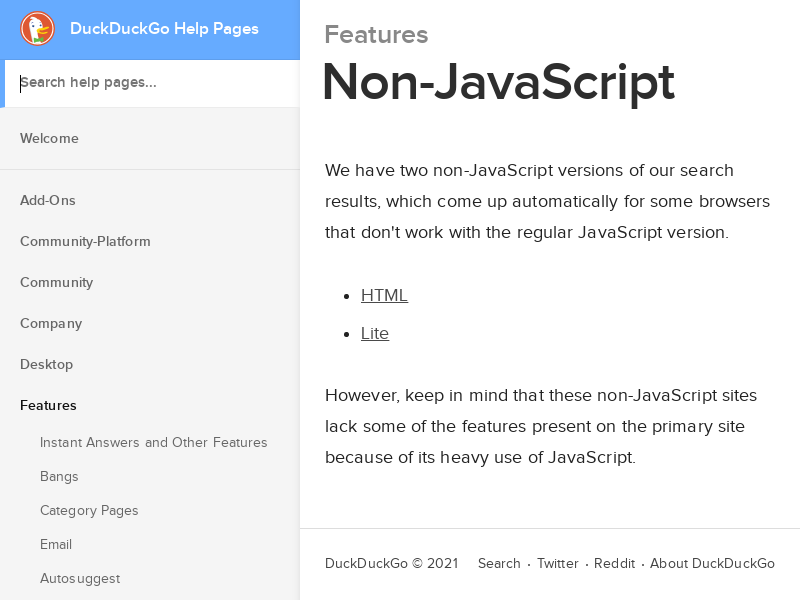 DuckDuckGo Help Pages
Search help pages...
Welcome
Add-Ons
Community-Platform
Community
Company
Desktop
Features
Instant Answers and Other Features
Bangs
Category Pages
Email
Autosuggest
Features
Non-JavaScript
We have two non-JavaScript versions of our search
results, which come up automatically for some browsers
that don't work with the regular JavaScript version.
• HTML
• Lite
However, keep in mind that these non-JavaScript sites
lack some of the features present on the primary site
because of its heavy use of JavaScript.
DuckDuckGo © 2021 Search · Twitter · Reddit · About DuckDuckGo